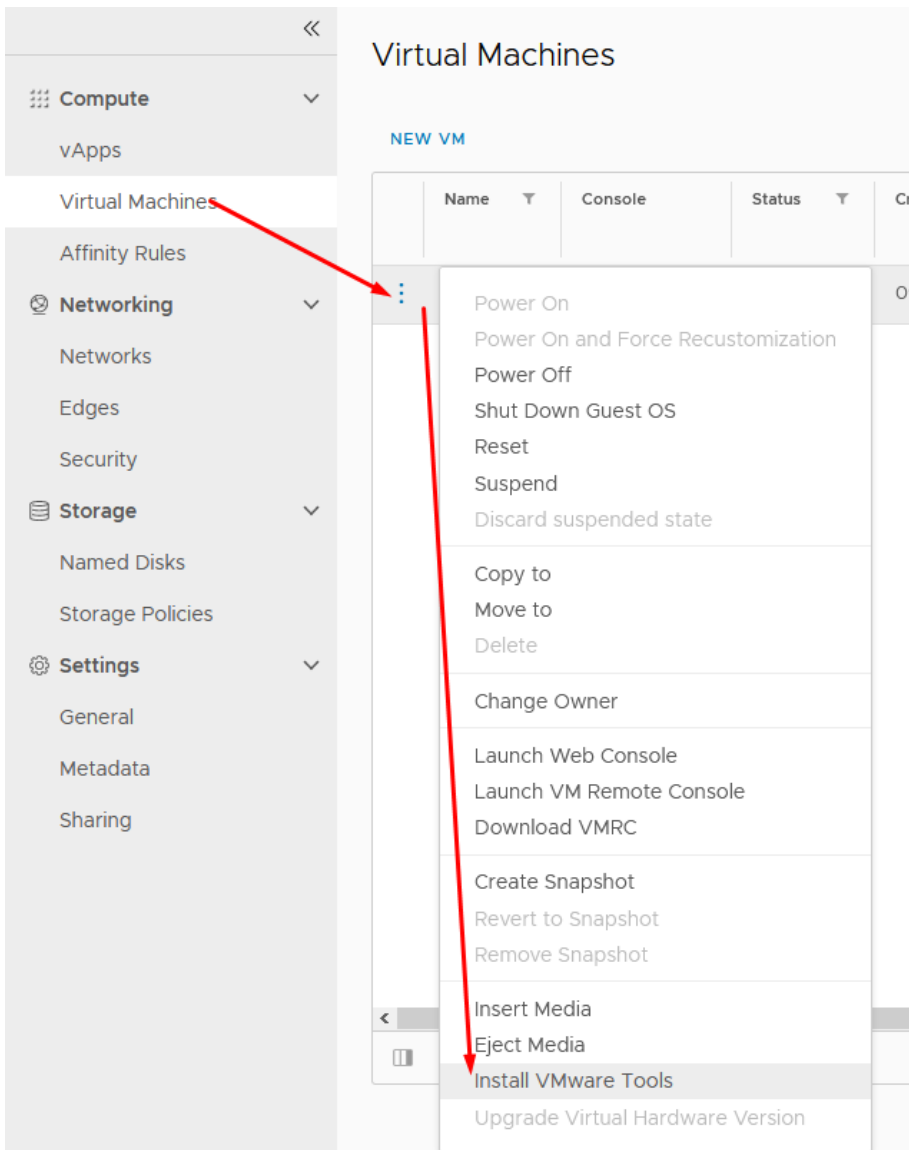 Compute
vApps
Virtual Machines
Affinity Rules
Networking
Networks
Edges
Security
Storage
Named Disks
Storage Policies
Settings
General
Metadata
Sharing
Virtual Machines
NEW VM
Name Console Status
Power On
Power On and Force Recustomization
Power Off
Shut Down Guest OS
Reset
Suspend
Discard suspended state
Copy to
Move to
Delete
Change Owner
Launch Web Console
Launch VM Remote Console
Download VMRC
Create Snapshot
Revert to Snapshot
Remove Snapshot
Insert Media
Eject Media
Install VMware Tools
Upgrade Virtual Hardware Version